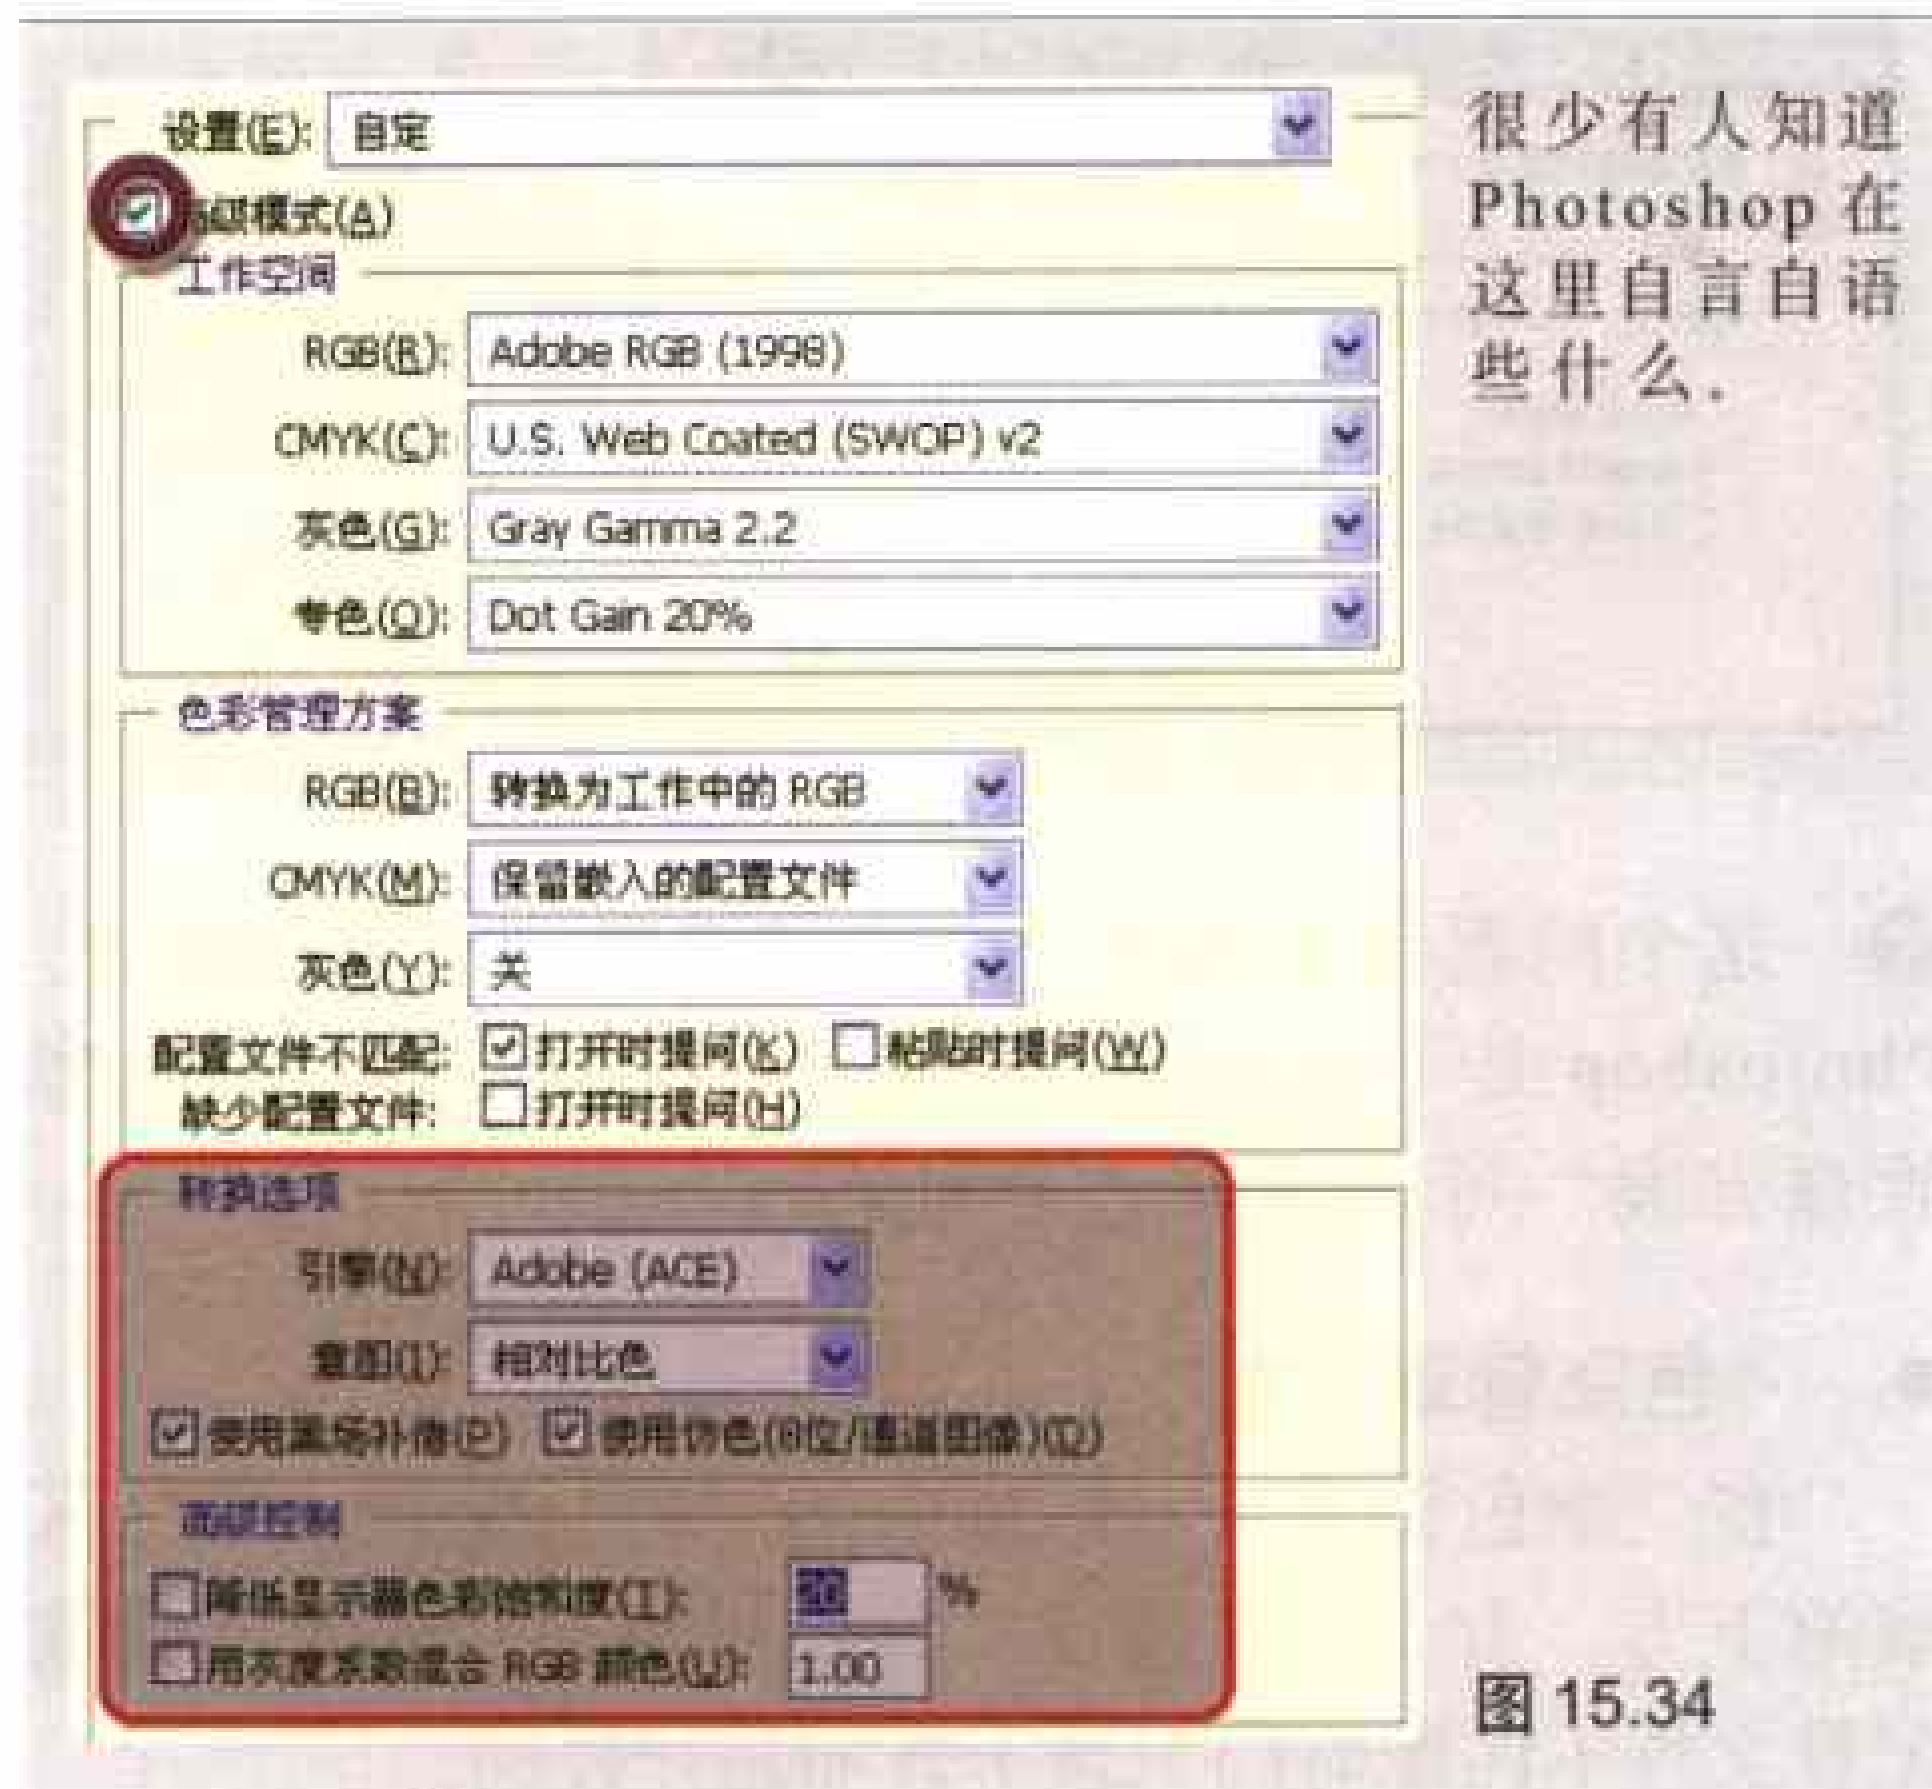 设置(E): 自定
高级模式(A)
工作空间
RGB(R): Adobe RGB (1998)
CMYK(C): U.S. Web Coated (SWOP) v2
灰色(G): Gray Gamma 2.2
专色(O): Dot Gain 20%
色彩管理方案
RGB(B): 转换为工作中的 RGB
CMYK(M): 保留嵌入的配置文件
灰色(Y): 关
配置文件不匹配: 打开时提问(K) 粘贴时提问(W)
缺少配置文件: 打开时提问(H)
转换选项
引擎(N): Adobe (ACE)
意图(I): 相对比色
使用黑场补偿(P) 使用仿色(8位/通道图像)(D)
高级控制
降低显示器色彩饱和度(T): 20 %
用灰度系数混合 RGB 颜色(U): 1.00
很少有人知道
Photoshop 在
这里自言自语
些什么.
图 15.34